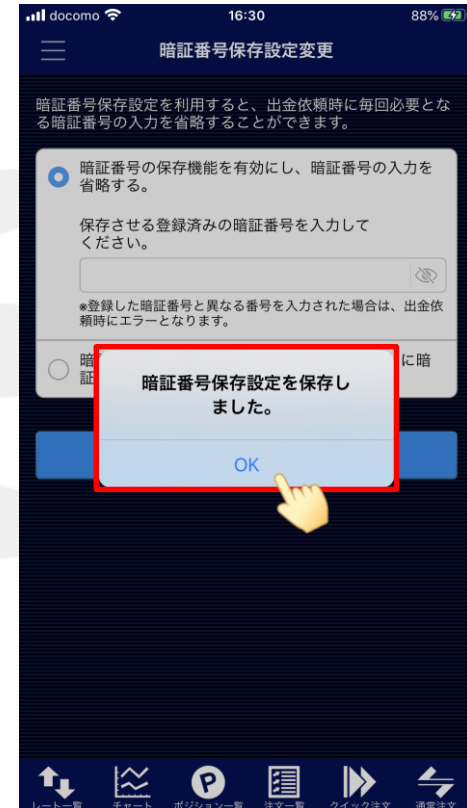 docomo 16:30 88%
暗証番号保存設定変更
暗証番号保存設定を利用すると、出金依頼時に毎回必要とな
る暗証番号の入力を省略することができます。
暗証番号の保存機能を有効にし、暗証番号の入力を
省略する。
保存させる登録済みの暗証番号を入力して
ください。
※登録した暗証番号と異なる番号を入力された場合は、出金依
頼時にエラーとなります。
暗 に暗
証
暗証番号保存設定を保存し
ました。
OK
レート一覧 チャート ポジション一覧 注文一覧 クイック注文 通常注文